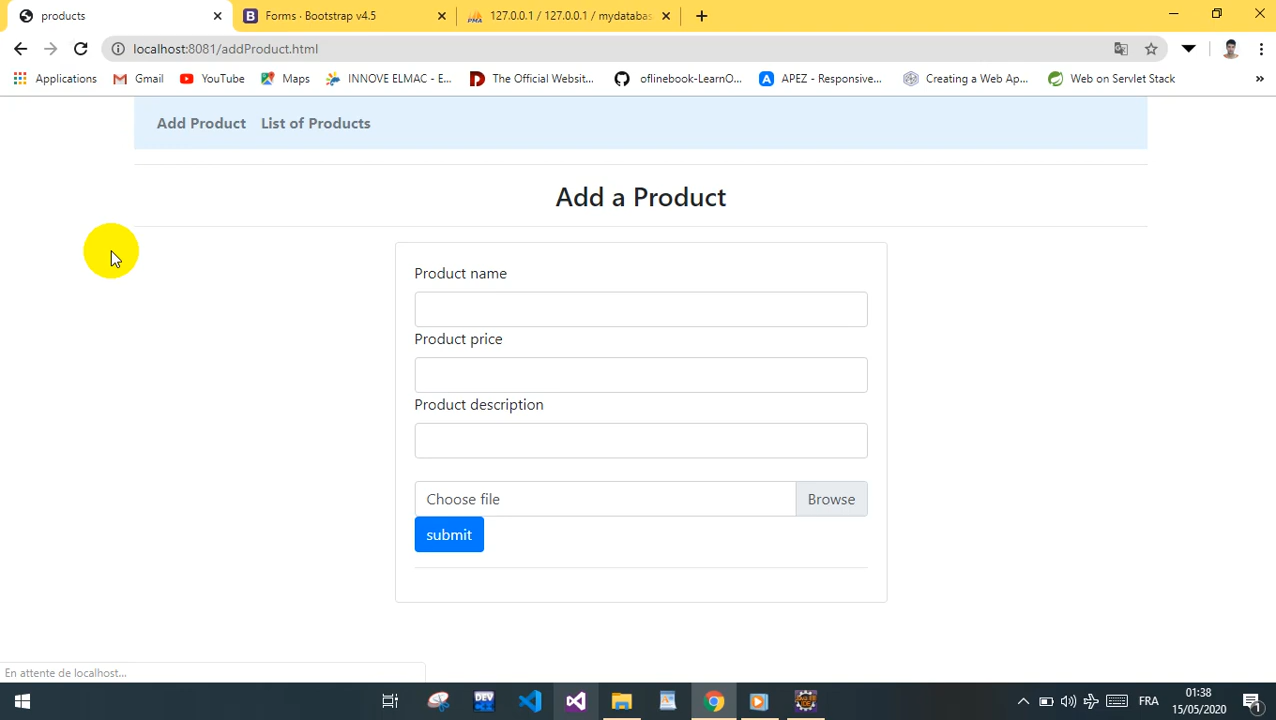 products
Forms · Bootstrap v4.5
127.0.0.1 / 127.0.0.1 / mydatabas
localhost:8081/addProduct.html
Applications
Gmail
YouTube
Maps
INNOVE ELMAC - E...
The Official Websit...
oflinebook-LearnO...
APEZ - Responsive...
Creating a Web Ap...
Web on Servlet Stack
»
Add Product
List of Products
Add a Product
Product name
Product price
Product description
Choose file
Browse
submit
En attente de localhost...
FRA
01:38
15/05/2020